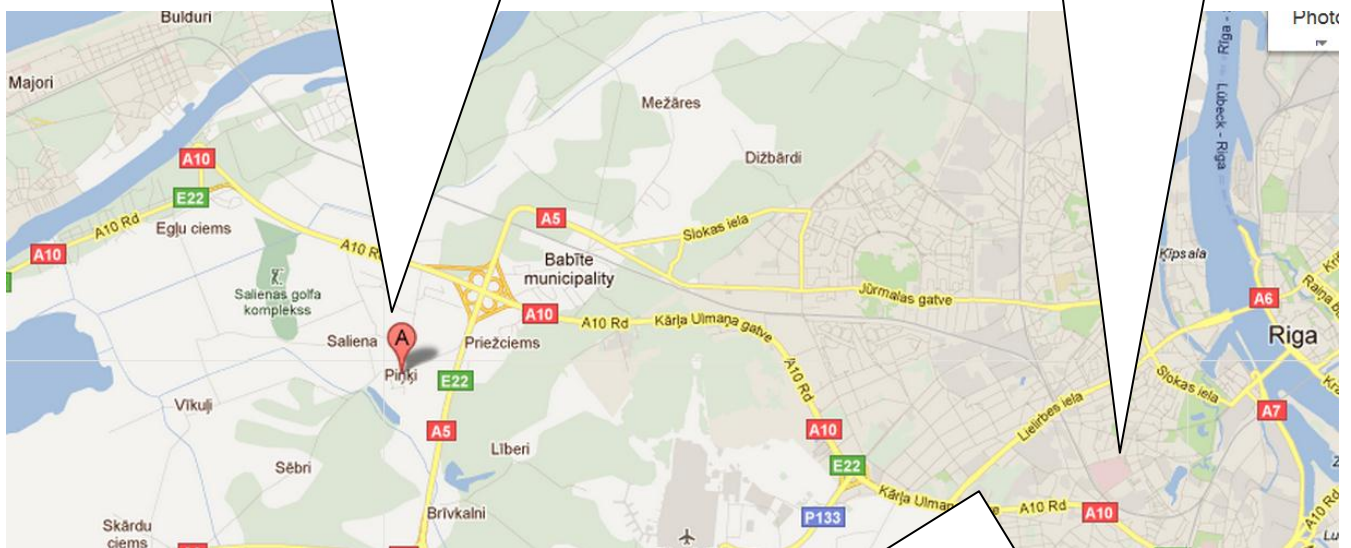 Bulduri
Photo
Majori
Mežāres
Rīga -
Lübeck - Riga
Dižbārdi
A10
E22
A10 Rd
Egļu ciems
A10
A5
Slokas iela
A10
Babīte
municipality
Ķīpsala
Salienas golfa
komplekss
Jūrmalas gatve
A6
A10
A10 Rd
Kārļa Ulmaņa gatve
Saliena
A
Priežciems
Riga
Piņķi
E22
A10 Rd
Slokas iela
Vīkuļi
Lielirbes iela
A7
A5
A10
Līberi
Sēbri
E22
Kārļa
A10 Rd
A10
A10 Rd
Skārdu
ciems
Brīvkalni
P133